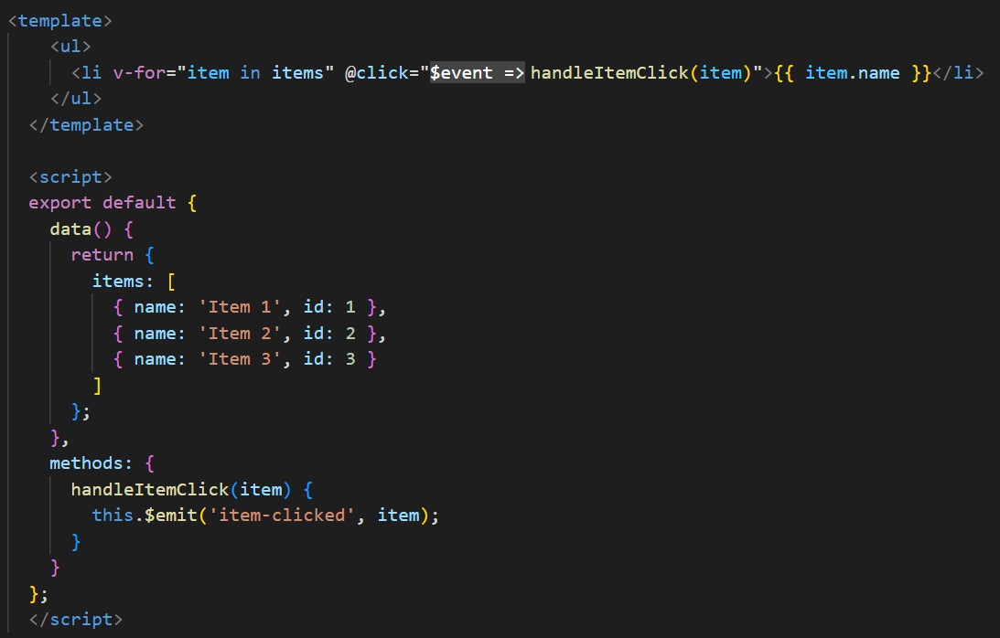 <template>
<ul>
<li v-for="item in items" @click="$event => handleItemClick(item)">{{ item.name }}</li>
</ul>
</template>
<script>
export default {
data() {
return {
items: [
{ name: 'Item 1', id: 1 },
{ name: 'Item 2', id: 2 },
{ name: 'Item 3', id: 3 }
]
};
},
methods: {
handleItemClick(item) {
this.$emit('item-clicked', item);
}
}
};
</script>